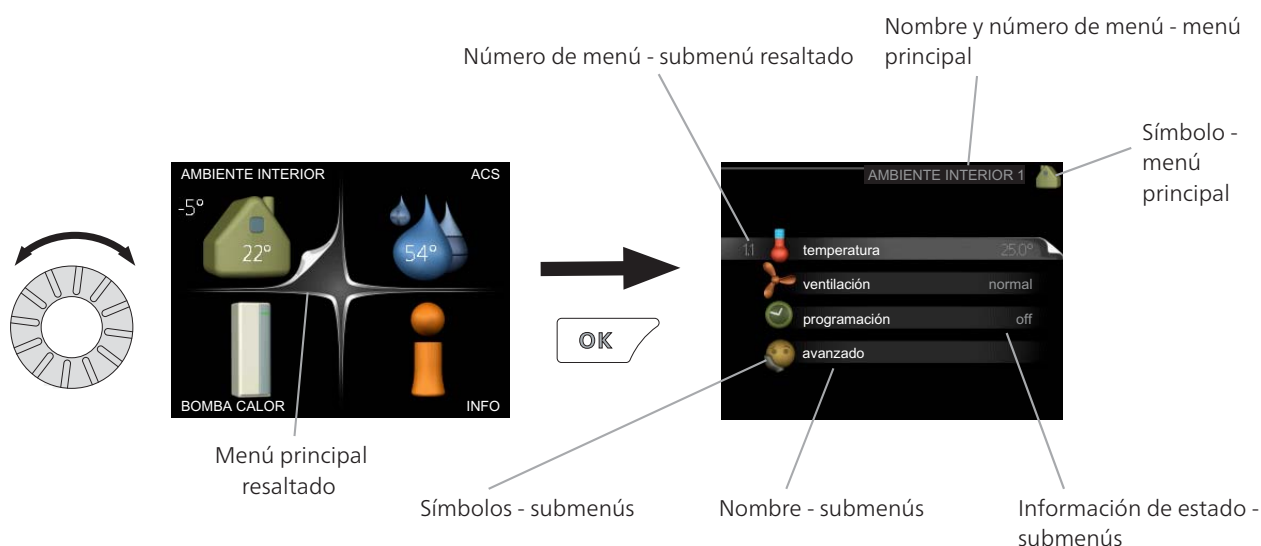 Nombre y número de menú - menú
principal
Número de menú - submenú resaltado
Símbolo -
menú
principal
AMBIENTE INTERIOR
ACS
-5°
22°
54°
BOMBA CALOR
INFO
OK
AMBIENTE INTERIOR 1
1.1
temperatura
25.0°
ventilación
normal
programación
off
avanzado
Menú principal
resaltado
Símbolos - submenús
Nombre - submenús
Información de estado -
submenús